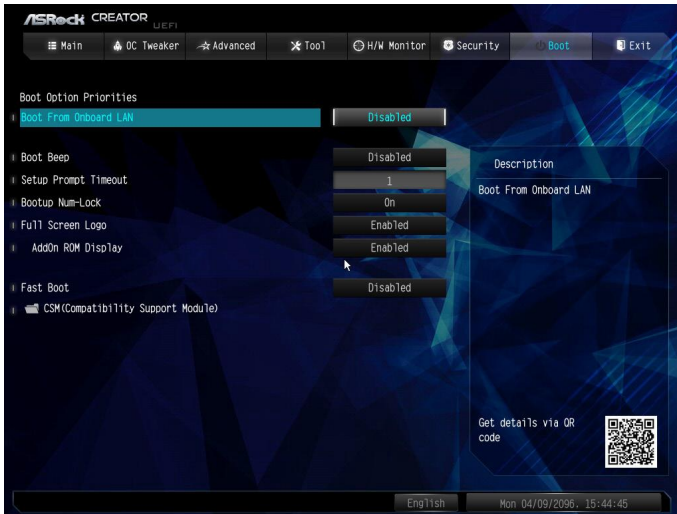 ASRock CREATOR
UEFI
Main OC Tweaker Advanced Tool H/W Monitor Security Boot Exit
Boot Option Priorities
Boot From Onboard LAN Disabled
Boot Beep Disabled
Setup Prompt Timeout 1
Bootup Num-Lock On
Full Screen Logo Enabled
AddOn ROM Display Enabled
Fast Boot Disabled
CSM(Compatibility Support Module)
Description
Boot From Onboard LAN
Get details via QR
code
English Mon 04/09/2096. 15:44:45